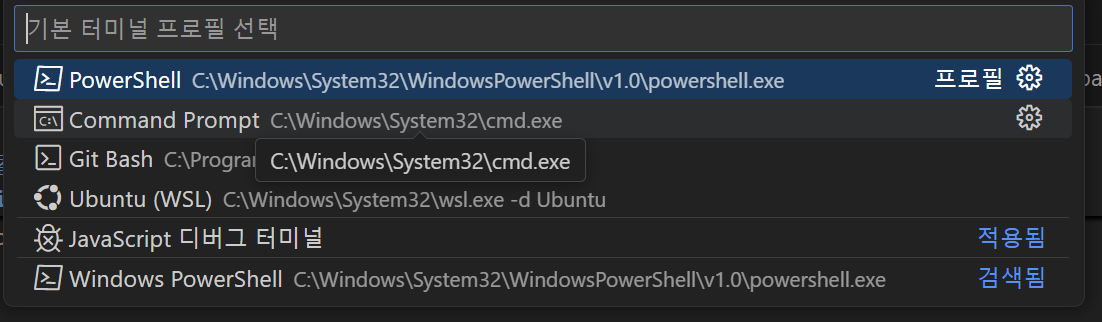 기본 터미널 프로필 선택
PowerShell C:\Windows\System32\WindowsPowerShell\v1.0\powershell.exe 프로필
Command Prompt C:\Windows\System32\cmd.exe
Git Bash C:\Program
C:\Windows\System32\cmd.exe
Ubuntu (WSL) C:\Windows\System32\wsl.exe -d Ubuntu
JavaScript 디버그 터미널 적용됨
Windows PowerShell C:\Windows\System32\WindowsPowerShell\v1.0\powershell.exe 검색됨